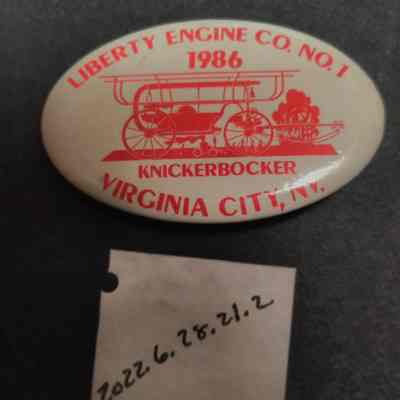 LIBERTY ENGINE CO. NO. 1
1986
KNICKERBOCKER
VIRGINIA CITY, NV.
2022.6.28.21.2